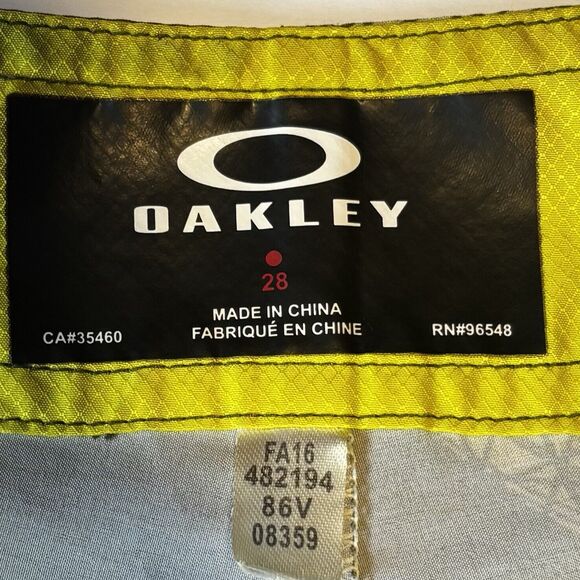 OAKLEY
28
MADE IN CHINA
FABRIQUÉ EN CHINE
CA#35460
RN#96548
FA16
482194
86V
08359